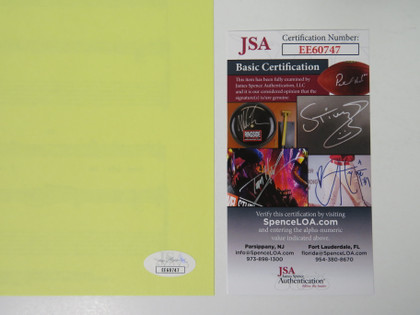 JSA
Certification Number:
EE60747
Basic Certification
This item has been fully examined by
James Spence Authentication, LLC
and it is our considered opinion that the
signature(s) is/are genuine.
RINGSIDE
Verify this certification by visiting
SpenceLOA.com
and entering the alpha-numeric
value indicated above.
Parsippany, NJ
Info@SpenceLOA.com
973-898-1300
Fort Lauderdale, FL
florida@SpenceLOA.com
954-380-8670
JSA
James Spence
Authentication
EE60747